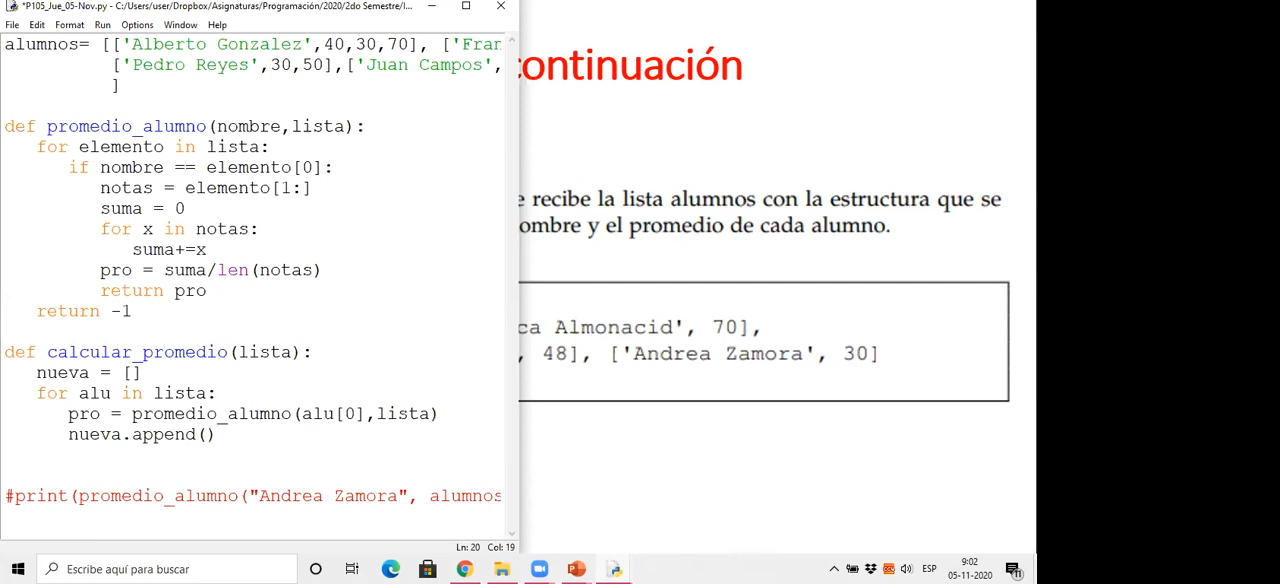 *P105_Jue_05-Nov.py - C:/Users/user/Dropbox/Asignaturas/Programación/2020/2do Semestre/I...
File Edit Format Run Options Window Help
alumnos= [['Alberto Gonzalez',40,30,70], ['Fran
['Pedro Reyes',30,50],['Juan Campos',
]
def promedio_alumno(nombre,lista):
for elemento in lista:
if nombre == elemento[0]:
notas = elemento[1:]
suma = 0
for x in notas:
suma+=x
pro = suma/len(notas)
return pro
return -1
def calcular_promedio(lista):
nueva = []
for alu in lista:
pro = promedio_alumno(alu[0],lista)
nueva.append()
#print(promedio_alumno("Andrea Zamora", alumnos
Ln: 20 Col: 19
continuación
e recibe la lista alumnos con la estructura que se
ombre y el promedio de cada alumno.
ca Almonacid', 70],
, 48], ['Andrea Zamora', 30]
Escribe aquí para buscar
ESP
9:02
05-11-2020
11